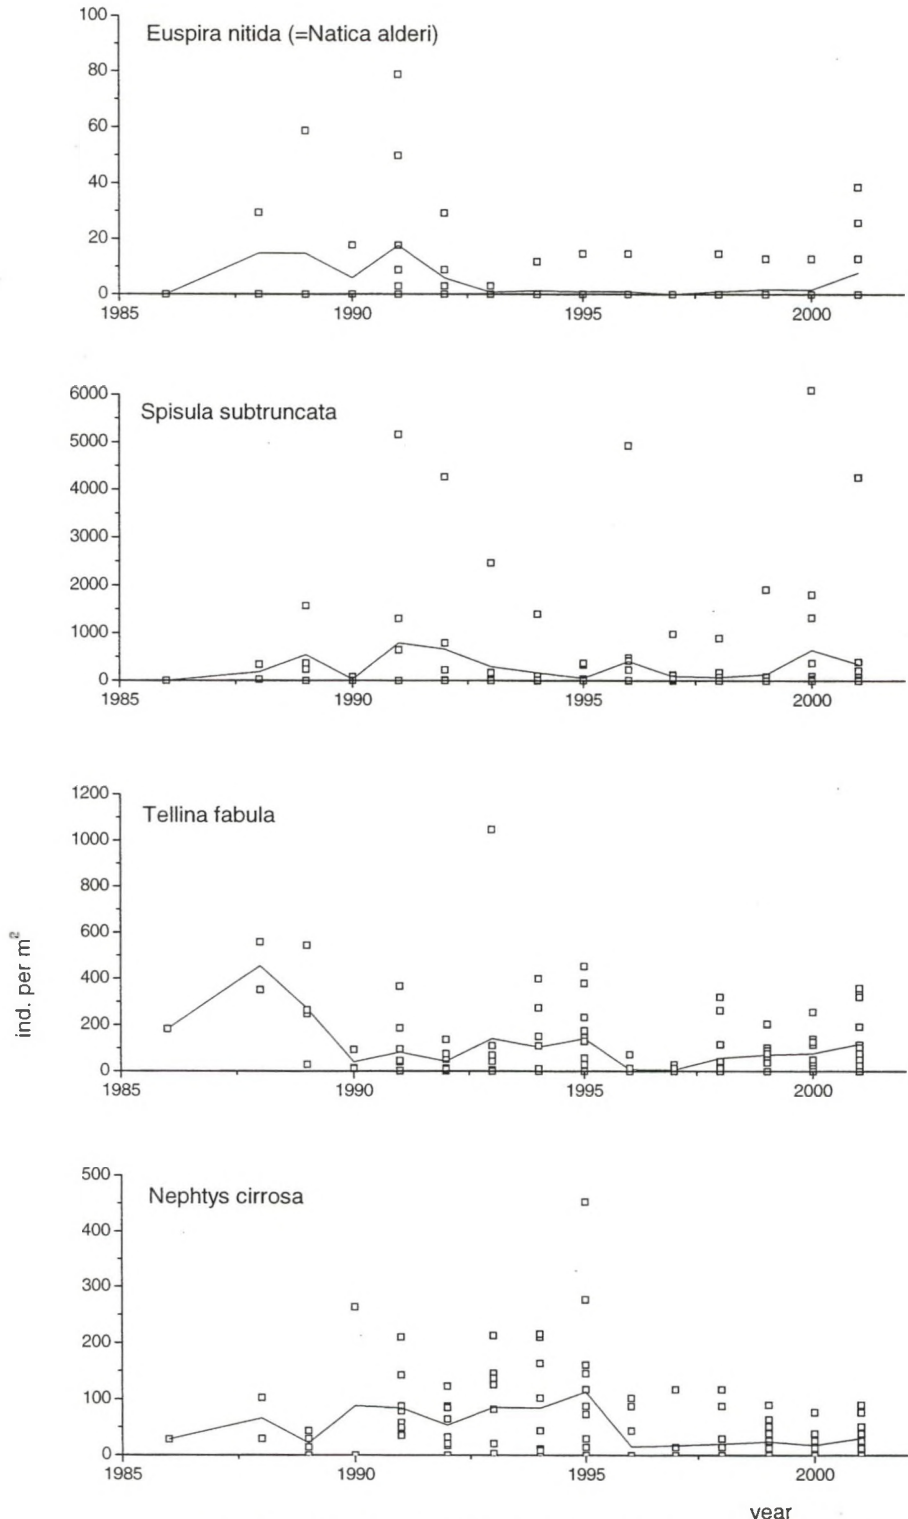 Euspira nitida (=Natica alderi)
100
80
60
40
20
0
1985 1990 1995 2000
Spisula subtruncata
6000
5000
4000
3000
2000
1000
0
1985 1990 1995 2000
Tellina fabula
1200
1000
800
600
400
200
0
1985 1990 1995 2000
ind. per m²
Nephtys cirrosa
500
400
300
200
100
0
1985 1990 1995 2000
year